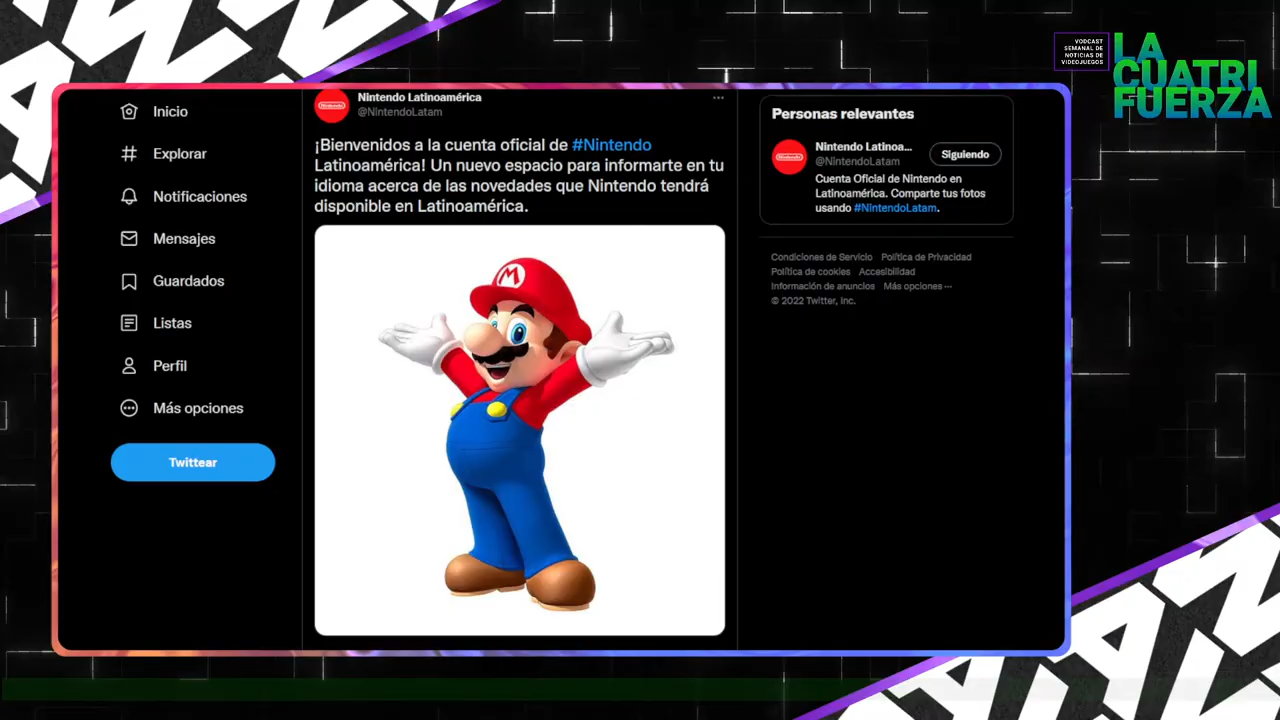 VODCAST
SEMANAL DE
NOTICIAS DE
VIDEOJUEGOS
LA
CUATRI
FUERZA
Inicio
Explorar
Notificaciones
Mensajes
Guardados
Listas
Perfil
Más opciones
Twittear
Nintendo
Nintendo Latinoamérica
@NintendoLatam
¡Bienvenidos a la cuenta oficial de #Nintendo
Latinoamérica! Un nuevo espacio para informarte en tu
idioma acerca de las novedades que Nintendo tendrá
disponible en Latinoamérica.
M
Personas relevantes
Nintendo
Nintendo Latinoa...
@NintendoLatam
Siguiendo
Cuenta Oficial de Nintendo en
Latinoamérica. Comparte tus fotos
usando #NintendoLatam.
Condiciones de Servicio Política de Privacidad
Política de cookies Accesibilidad
Información de anuncios Más opciones ···
© 2022 Twitter, Inc.